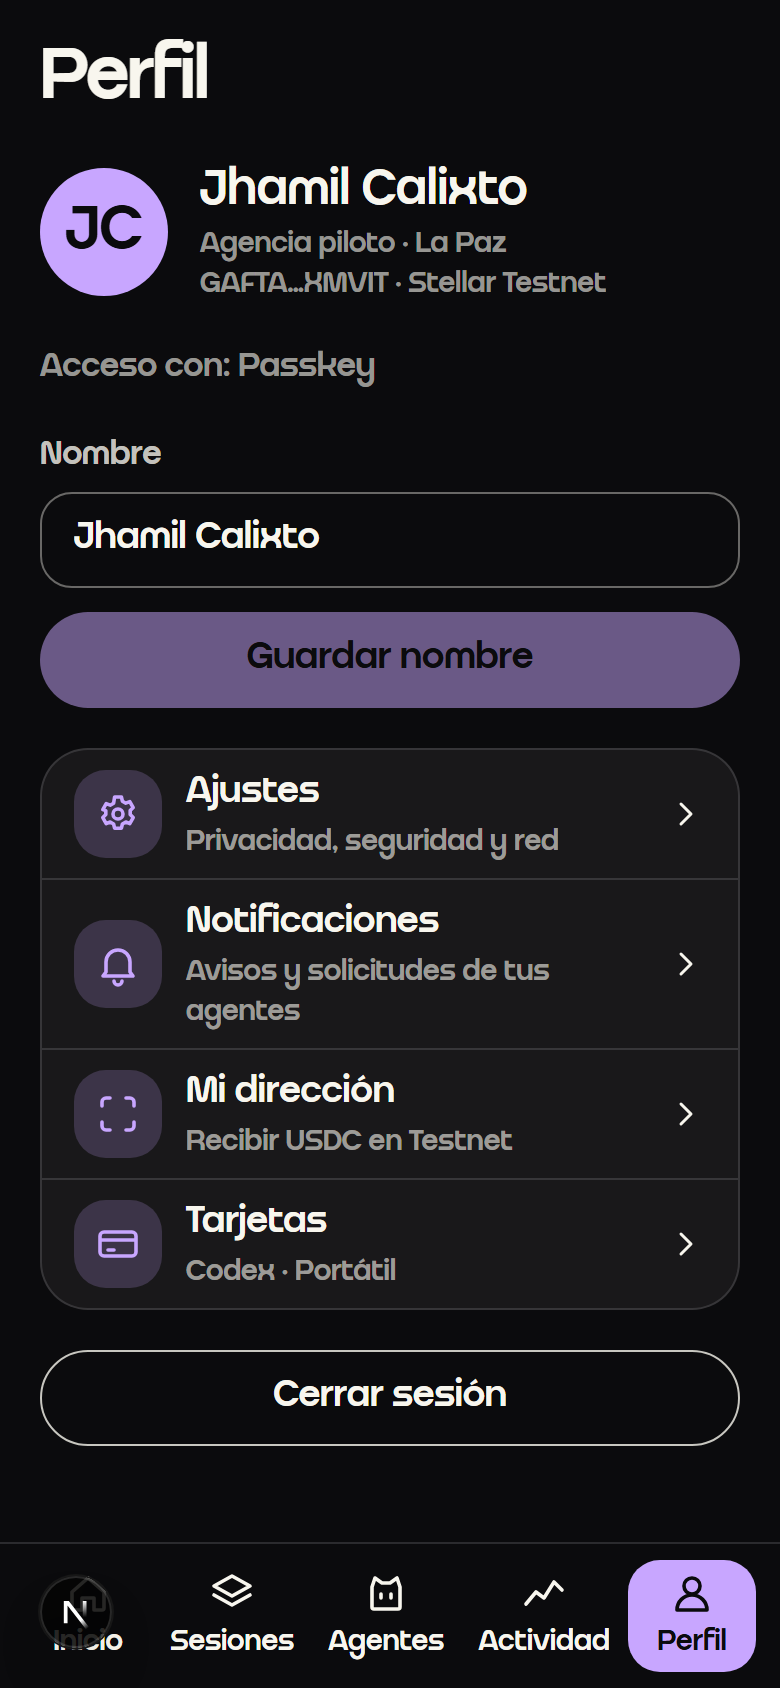 Perfil
JC
Jhamil Calixto
Agencia piloto · La Paz
GAFTA...XMVIT · Stellar Testnet
Acceso con: Passkey
Nombre
Jhamil Calixto
Guardar nombre
Ajustes
Privacidad, seguridad y red
Notificaciones
Avisos y solicitudes de tus
agentes
Mi dirección
Recibir USDC en Testnet
Tarjetas
Codex · Portátil
Cerrar sesión
N
Inicio
Sesiones
Agentes
Actividad
Perfil